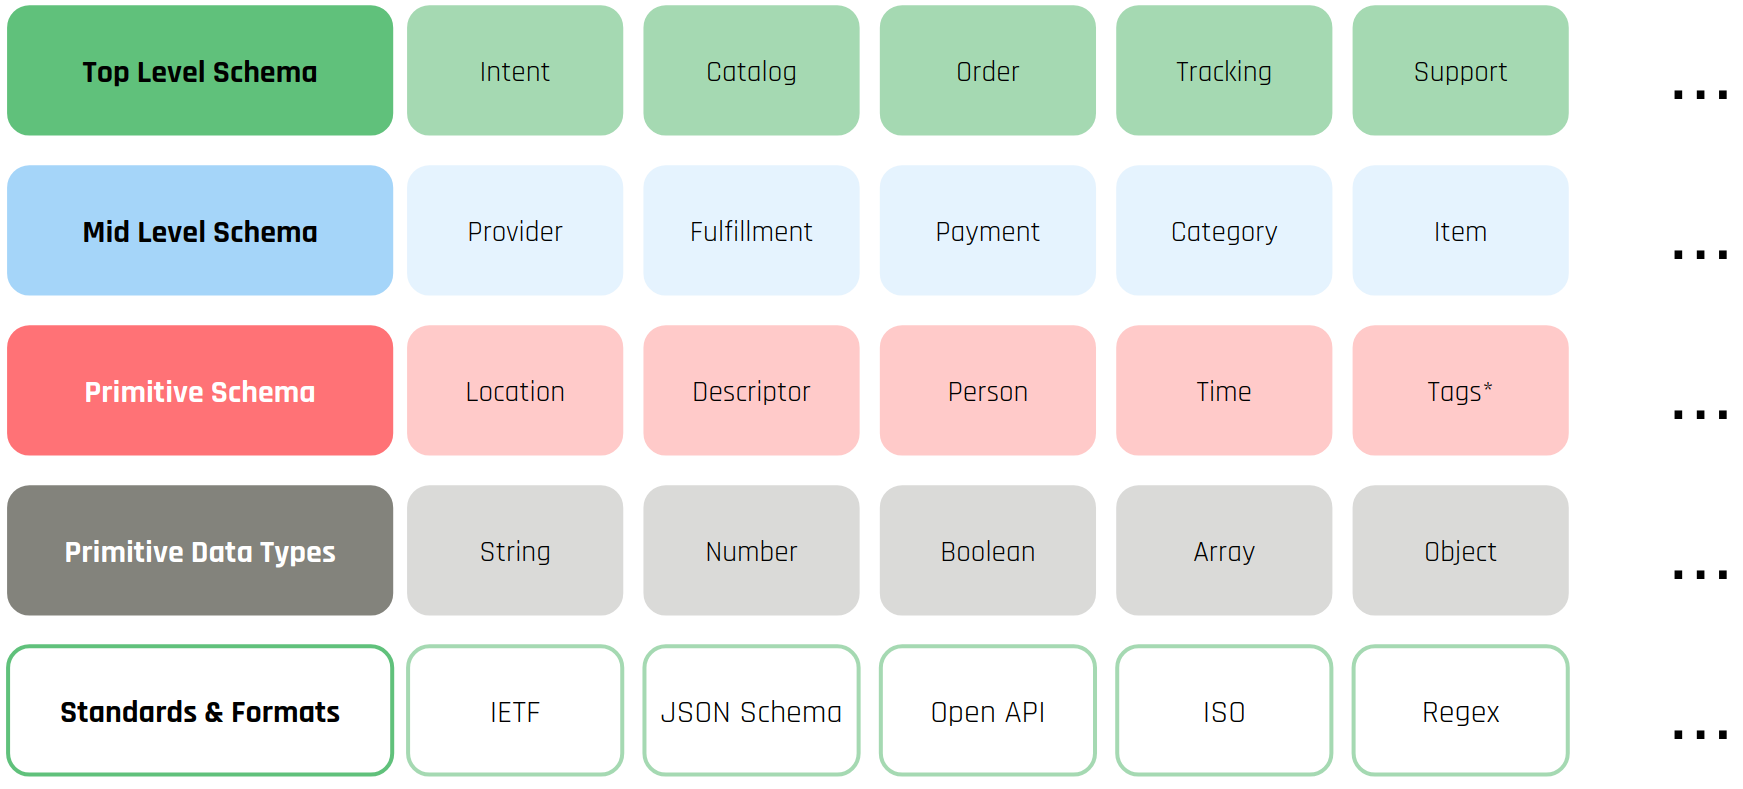 Top Level Schema Intent Catalog Order Tracking Support ...
Mid Level Schema Provider Fulfillment Payment Category Item ...
Primitive Schema Location Descriptor Person Time Tags* ...
Primitive Data Types String Number Boolean Array Object ...
Standards & Formats IETF JSON Schema Open API ISO Regex ...